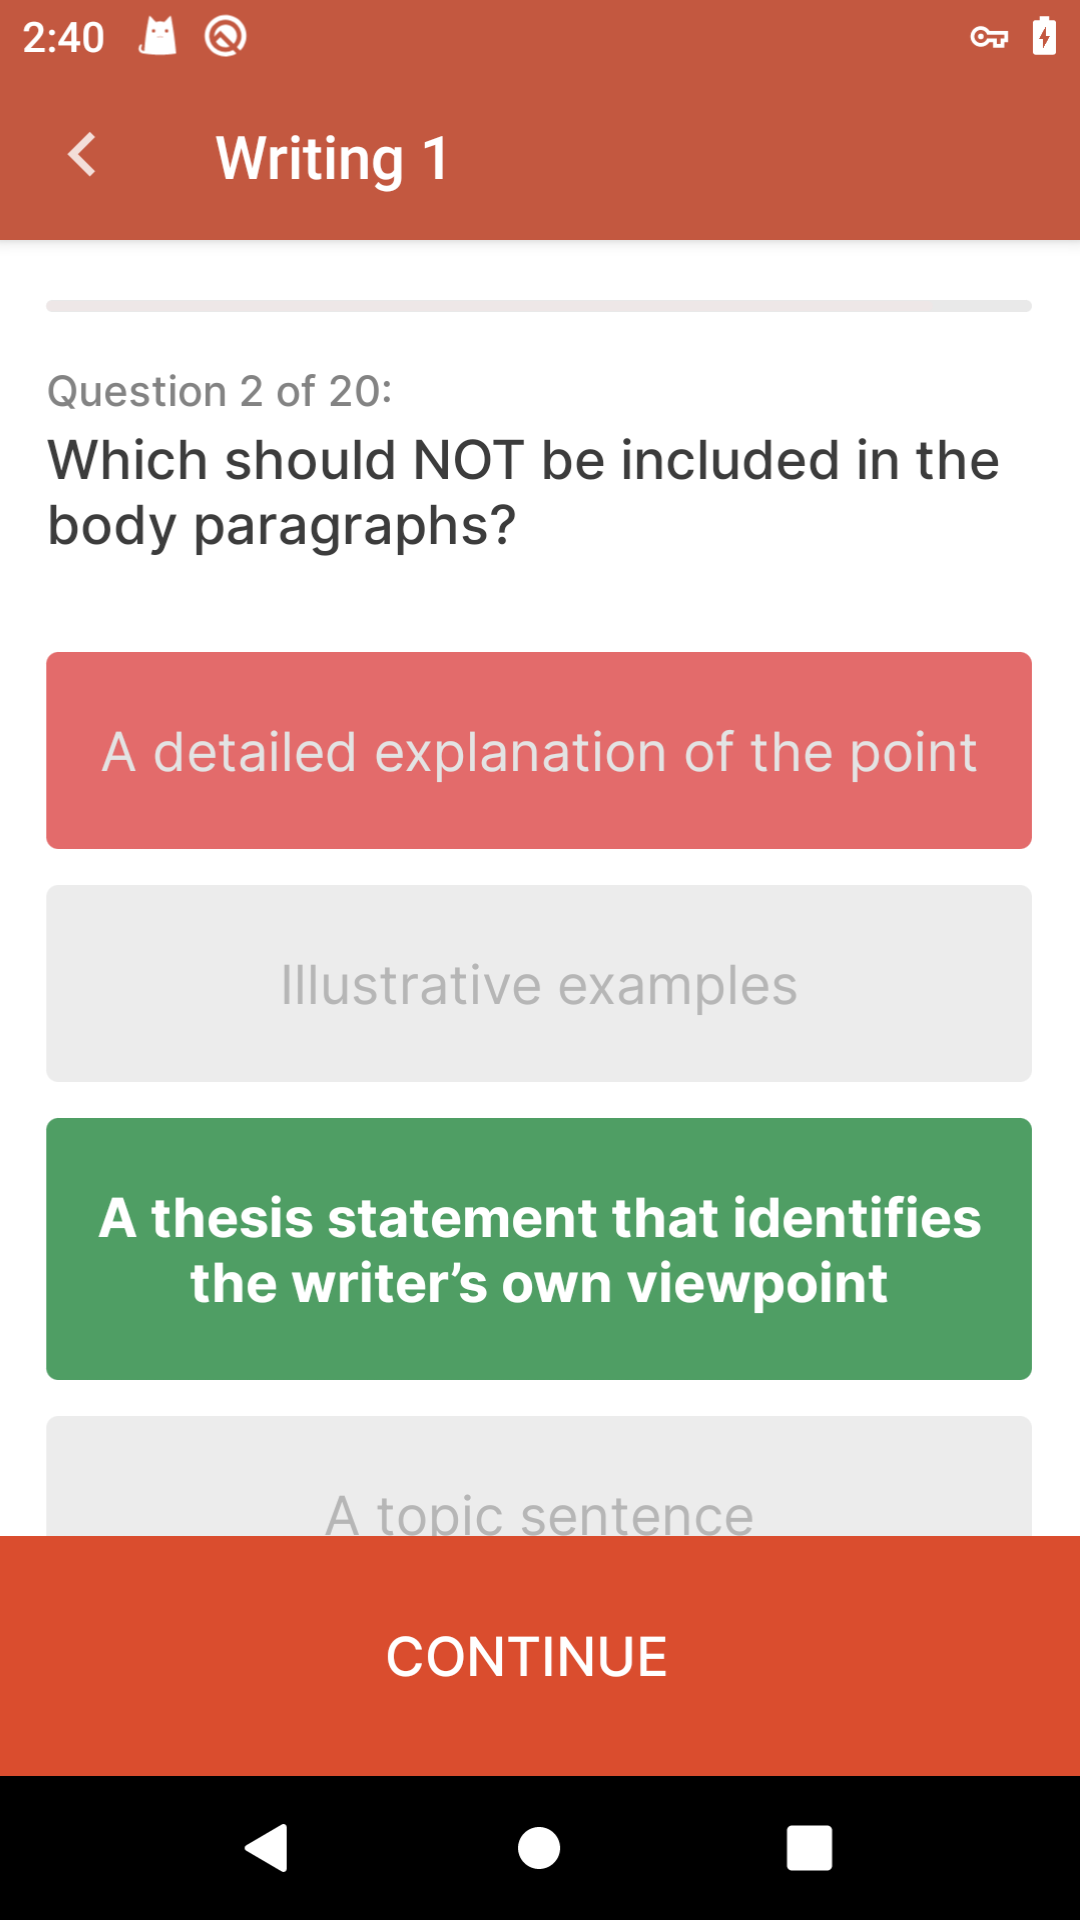 2:40
Writing 1
Question 2 of 20:
Which should NOT be included in the
body paragraphs?
A detailed explanation of the point
Illustrative examples
A thesis statement that identifies
the writer’s own viewpoint
A topic sentence
CONTINUE